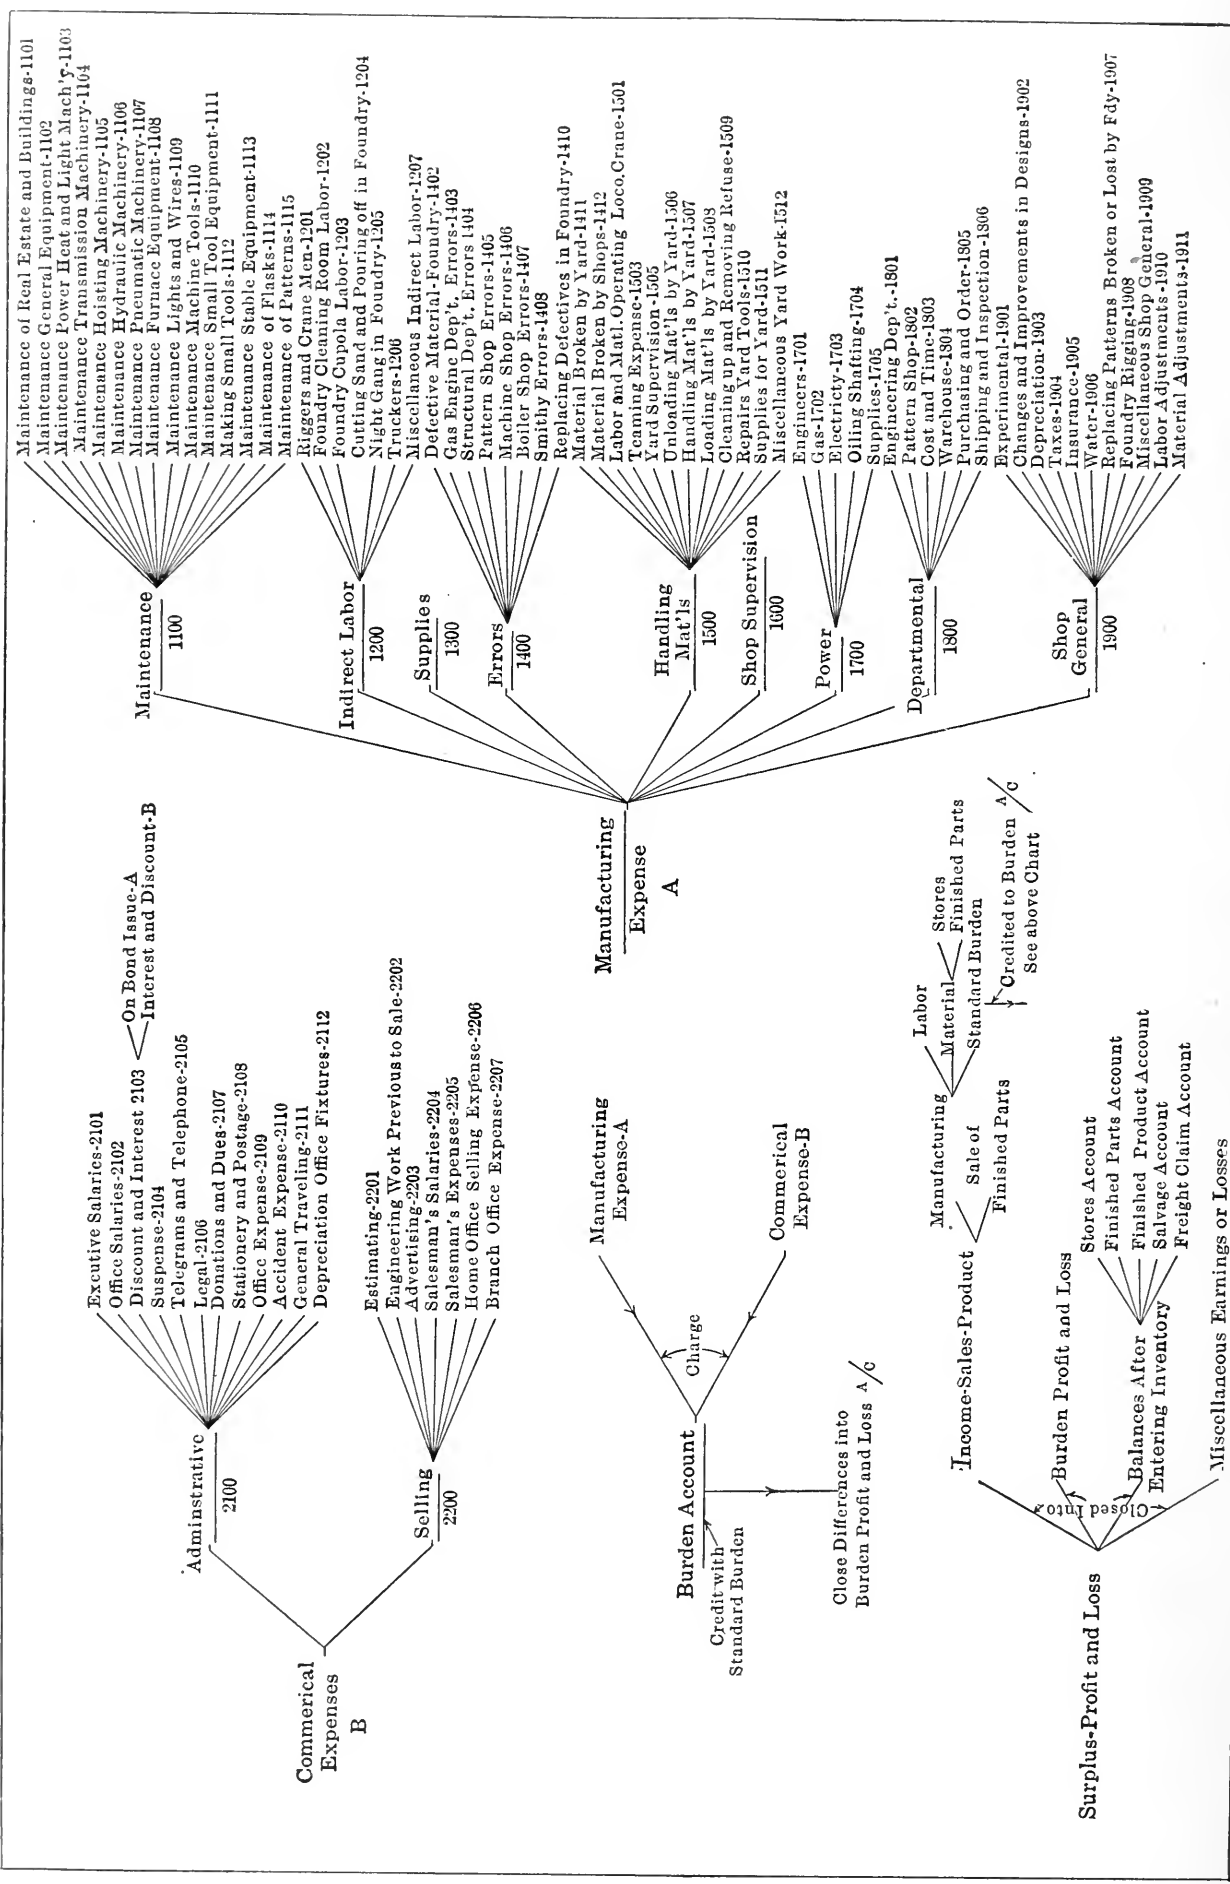 Commerical
Expenses
B
Adminstrative
2100
Excutive Salaries-2101
Office Salaries-2102
Discount and Interest 2103
On Bond Issue-A
Interest and Discount-B
Suspense-2104
Telegrams and Telephone-2105
Legal-2106
Donations and Dues-2107
Stationery and Postage-2108
Office Expense-2109
Accident Expense-2110
General Traveling-2111
Depreciation Office Fixtures-2112
Selling
2200
Estimating-2201
Engineering Work Previous to Sale-2202
Advertising-2203
Salesman's Salaries-2204
Salesman's Expenses-2205
Home Office Selling Expense-2206
Branch Office Expense-2207
Burden Account
Credit with
Standard Burden
Charge
Manufacturing
Expense-A
Commerical
Expense-B
Close Differences into
Burden Profit and Loss A/C
Surplus-Profit and Loss
Closed Into
Income-Sales-Product
Manufacturing
Labor
Material
Stores
Finished Parts
Standard Burden
Credited to Burden A/C
See above Chart
Sale of
Finished Parts
Burden Profit and Loss
Balances After
Entering Inventory
Stores Account
Finished Parts Account
Finished Product Account
Salvage Account
Freight Claim Account
Miscellaneous Earnings or Losses
Manufacturing
Expense
A
Maintenance
1100
Maintenance of Real Estate and Buildings-1101
Maintenance General Equipment-1102
Maintenance Power Heat and Light Mach'y-1103
Maintenance Transmission Machinery-1104
Maintenance Hoisting Machinery-1105
Maintenance Hydraulic Machinery-1106
Maintenance Pneumatic Machinery-1107
Maintenance Furnace Equipment-1108
Maintenance Lights and Wires-1109
Maintenance Machine Tools-1110
Maintenance Small Tool Equipment-1111
Making Small Tools-1112
Maintenance Stable Equipment-1113
Maintenance of Flasks-1114
Maintenance of Patterns-1115
Indirect Labor
1200
Riggers and Crane Men-1201
Foundry Cleaning Room Labor-1202
Foundry Cupola Labor-1203
Cutting Sand and Pouring off in Foundry-1204
Night Gang in Foundry-1205
Truckers-1206
Miscellaneous Indirect Labor-1207
Supplies
1300
Errors
1400
Defective Material-Foundry-1402
Gas Engine Dep't. Errors-1403
Structural Dep't. Errors 1404
Pattern Shop Errors-1405
Machine Shop Errors-1406
Boiler Shop Errors-1407
Smithy Errors-1408
Replacing Defectives in Foundry-1410
Material Broken by Yard-1411
Material Broken by Shops-1412
Handling
Mat'ls
1500
Labor and Matl. Operating Loco. Crane-1501
Teaming Expense-1503
Yard Supervision-1505
Unloading Mat'ls by Yard-1506
Handling Mat'ls by Yard-1507
Loading Mat'ls by Yard-1508
Cleaning up and Removing Refuse-1509
Repairs Yard Tools-1510
Supplies for Yard-1511
Miscellaneous Yard Work-1512
Shop Supervision
1600
Power
1700
Engineers-1701
Gas-1702
Electricty-1703
Oiling Shafting-1704
Supplies-1705
Departmental
1800
Engineering Dep't.-1801
Pattern Shop-1802
Cost and Time-1803
Warehouse-1804
Purchasing and Order-1805
Shipping and Inspection-1806
Shop
General
1900
Experimental-1901
Changes and Improvements in Designs-1902
Depreciation-1903
Taxes-1904
Insurance-1905
Water-1906
Replacing Patterns Broken or Lost by Fdy-1907
Foundry Rigging-1908
Miscellaneous Shop General-1909
Labor Adjustments-1910
Material Adjustments-1911